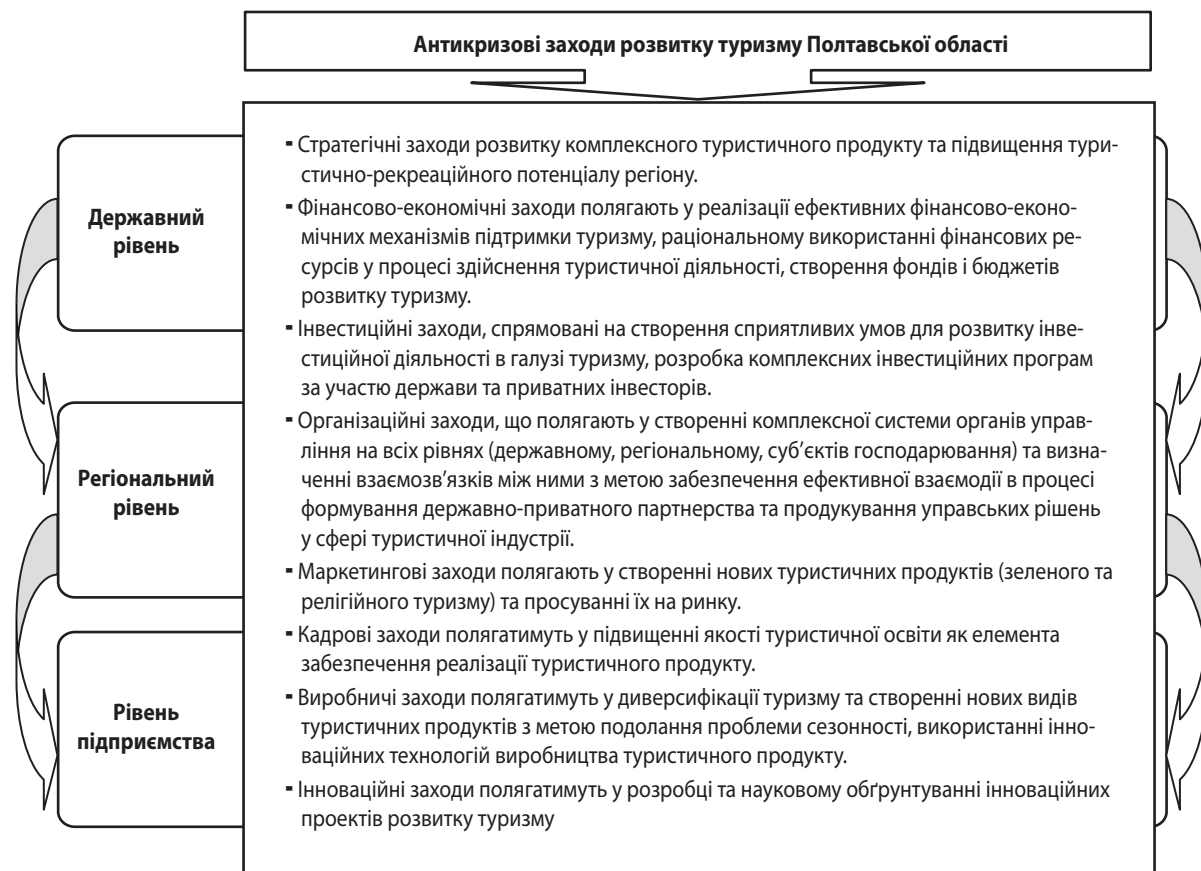 Антикризові заходи розвитку туризму Полтавської області
Державний
рівень
Регіональний
рівень
Рівень
підприємства
- Стратегічні заходи розвитку комплексного туристичного продукту та підвищення тури-
стично-рекреаційного потенціалу регіону.
- Фінансово-економічні заходи полягають у реалізації ефективних фінансово-еконо-
мічних механізмів підтримки туризму, раціональному використанні фінансових ре-
сурсів у процесі здійснення туристичної діяльності, створення фондів і бюджетів
розвитку туризму.
- Інвестиційні заходи, спрямовані на створення сприятливих умов для розвитку інве-
стиційної діяльності в галузі туризму, розробка комплексних інвестиційних програм
за участю держави та приватних інвесторів.
- Організаційні заходи, що полягають у створенні комплексної системи органів управ-
ління на всіх рівнях (державному, регіональному, суб’єктів господарювання) та визна-
ченні взаємозв’язків між ними з метою забезпечення ефективної взаємодії в процесі
формування державно-приватного партнерства та продукування управських рішень
у сфері туристичної індустрії.
- Маркетингові заходи полягають у створенні нових туристичних продуктів (зеленого та
релігійного туризму) та просуванні їх на ринку.
- Кадрові заходи полягатимуть у підвищенні якості туристичної освіти як елемента
забезпечення реалізації туристичного продукту.
- Виробничі заходи полягатимуть у диверсифікації туризму та створенні нових видів
туристичних продуктів з метою подолання проблеми сезонності, використанні інно-
ваційних технологій виробництва туристичного продукту.
- Інноваційні заходи полягатимуть у розробці та науковому обґрунтуванні інноваційних
проектів розвитку туризму